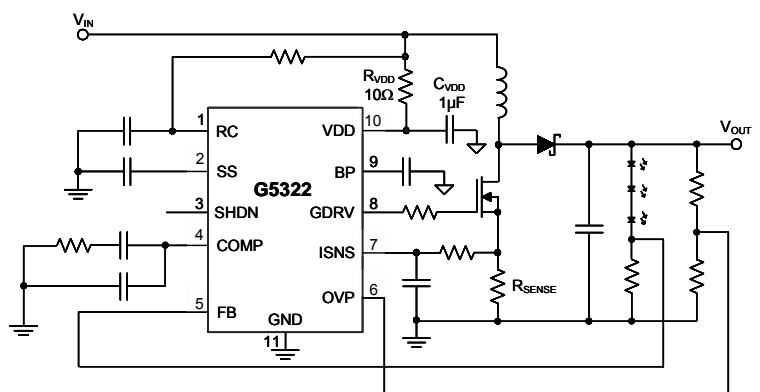 VIN
RVDD
10Ω
CVDD
1µF
VOUT
1
RC
VDD
10
2
SS
BP
9
G5322
3
SHDN
GDRV
8
4
COMP
ISNS
7
RSENSE
OVP
6
5
FB
GND
11